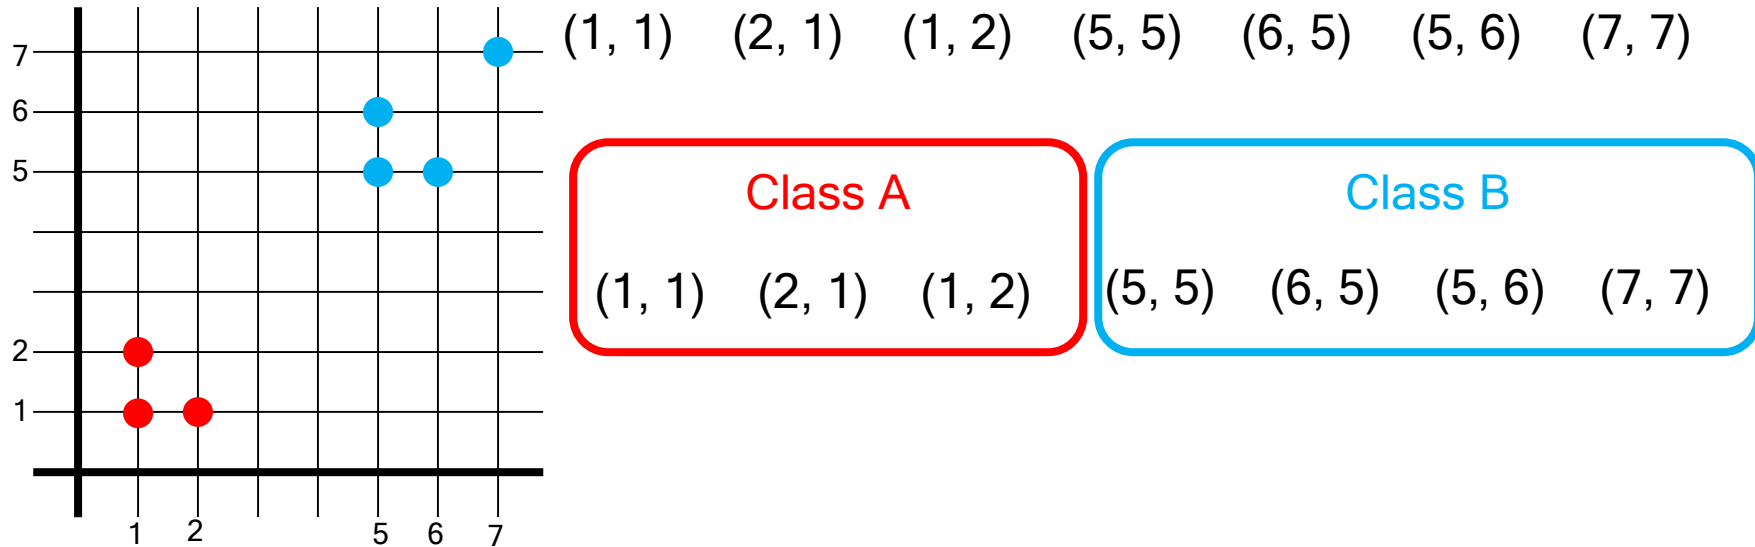 (1, 1) (2, 1) (1, 2) (5, 5) (6, 5) (5, 6) (7, 7)
7
6
5
2
1
1 2 5 6 7
Class A
(1, 1) (2, 1) (1, 2)
Class B
(5, 5) (6, 5) (5, 6) (7, 7)